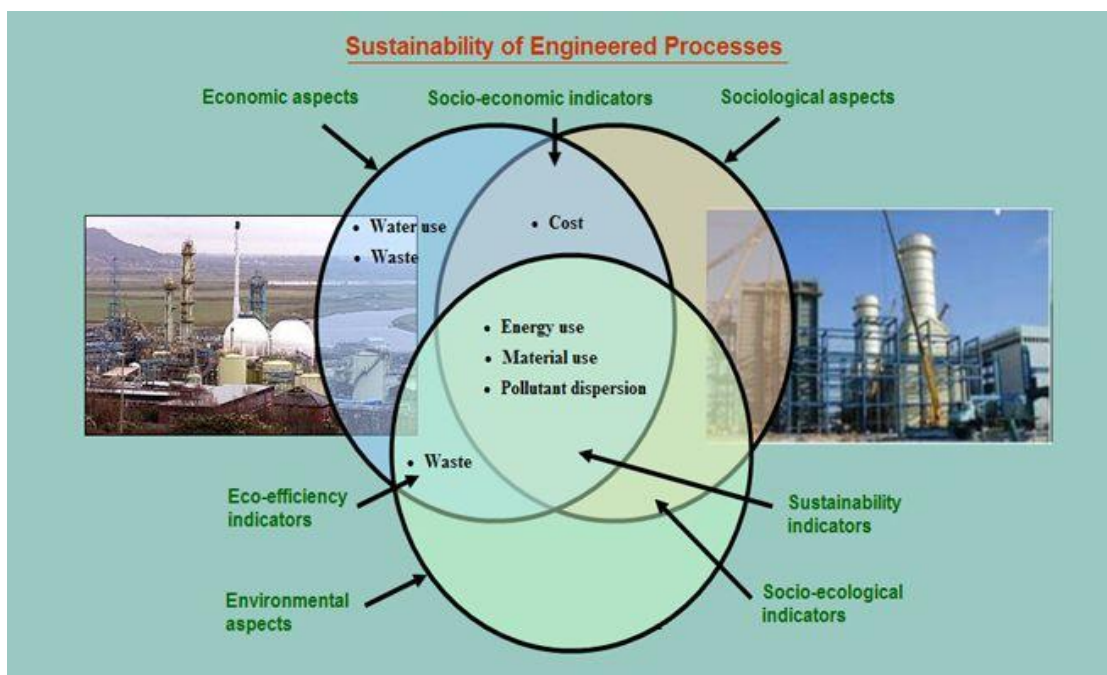 Sustainability of Engineered Processes
Economic aspects
Socio-economic indicators
Sociological aspects
• Water use
• Waste
• Cost
• Energy use
• Material use
• Pollutant dispersion
• Waste
Eco-efficiency
indicators
Sustainability
indicators
Environmental
aspects
Socio-ecological
indicators